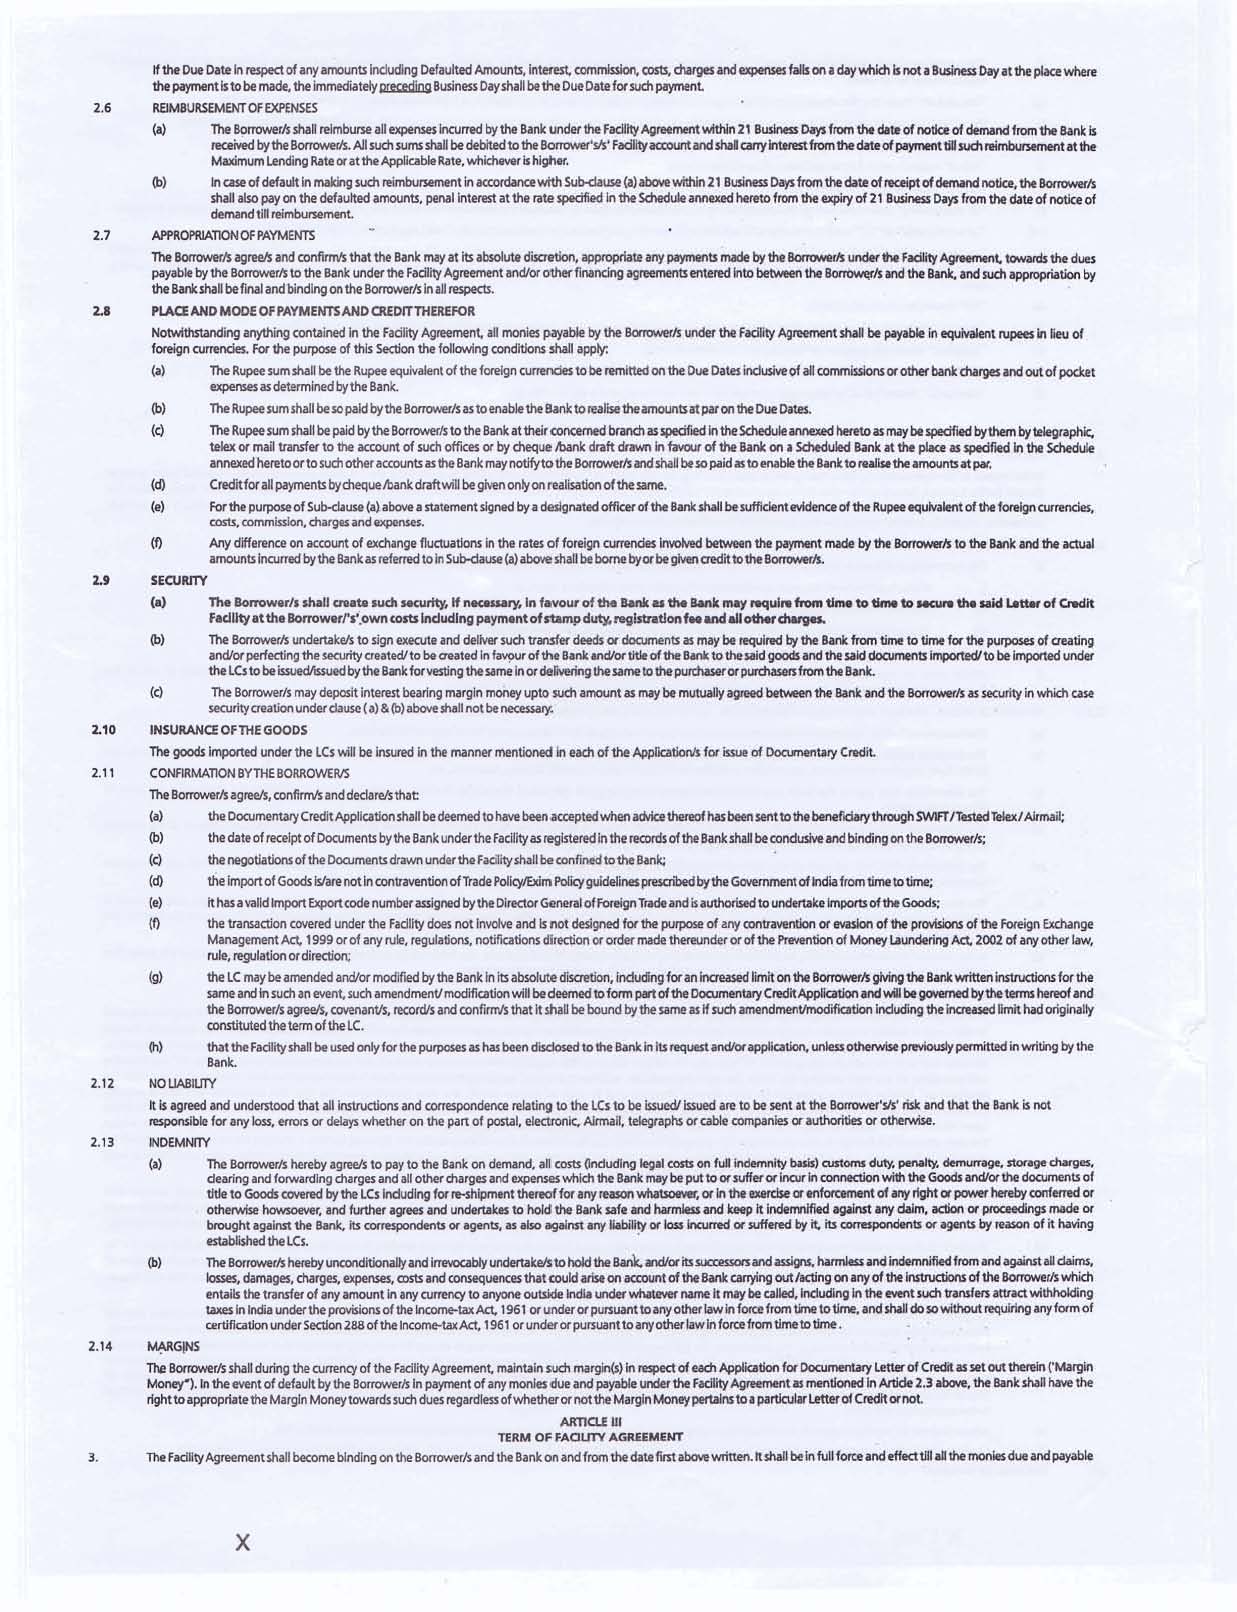 If the Due Date in respect of any amounts including Defaulted Amounts, interest, commission, costs, charges and expenses falls on a day which is not a Business Day at the place where
the payment is to be made, the immediately preceding Business Day shall be the Due Date for such payment.
2.6 REIMBURSEMENT OF EXPENSES
(a) The Borrower/s shall reimburse all expenses incurred by the Bank under the Facility Agreement within 21 Business Days from the date of notice of demand from the Bank is
received by the Borrower/s. All such sums shall be debited to the Borrower's/s' Facility account and shall carry interest from the date of payment till such reimbursement at the
Maximum Lending Rate or at the Applicable Rate, whichever is higher.
(b) In case of default in making such reimbursement in accordance with Sub-clause (a) above within 21 Business Days from the date of receipt of demand notice, the Borrower/s
shall also pay on the defaulted amounts, penal interest at the rate specified in the Schedule annexed hereto from the expiry of 21 Business Days from the date of notice of
demand till reimbursement.
2.7 APPROPRIATION OF PAYMENTS
The Borrower/s agree/s and confirm/s that the Bank may at its absolute discretion, appropriate any payments made by the Borrower/s under the Facility Agreement, towards the dues
payable by the Borrower/s to the Bank under the Facility Agreement and/or other financing agreements entered into between the Borrower/s and the Bank, and such appropriation by
the Bank shall be final and binding on the Borrower/s in all respects.
2.8 PLACE AND MODE OF PAYMENTS AND CREDIT THEREFOR
Notwithstanding anything contained in the Facility Agreement, all monies payable by the Borrower/s under the Facility Agreement shall be payable in equivalent rupees in lieu of
foreign currencies. For the purpose of this Section the following conditions shall apply:
(a) The Rupee sum shall be the Rupee equivalent of the foreign currencies to be remitted on the Due Dates inclusive of all commissions or other bank charges and out of pocket
expenses as determined by the Bank.
(b) The Rupee sum shall be so paid by the Borrower/s as to enable the Bank to realise the amounts at par on the Due Dates.
(c) The Rupee sum shall be paid by the Borrower/s to the Bank at their concerned branch as specified in the Schedule annexed hereto as may be specified by them by telegraphic,
telex or mail transfer to the account of such offices or by cheque /bank draft drawn in favour of the Bank on a Scheduled Bank at the place as specified in the Schedule
annexed hereto or to such other accounts as the Bank may notify to the Borrower/s and shall be so paid as to enable the Bank to realise the amounts at par.
(d) Credit for all payments by cheque /bank draft will be given only on realisation of the same.
(e) For the purpose of Sub-clause (a) above a statement signed by a designated officer of the Bank shall be sufficient evidence of the Rupee equivalent of the foreign currencies,
costs, commission, charges and expenses.
(f) Any difference on account of exchange fluctuations in the rates of foreign currencies involved between the payment made by the Borrower/s to the Bank and the actual
amounts incurred by the Bank as referred to in Sub-clause (a) above shall be borne by or be given credit to the Borrower/s.
2.9 SECURITY
(a) The Borrower/s shall create such security, if necessary, in favour of the Bank as the Bank may require from time to time to secure the said Letter of Credit
Facility at the Borrower/'s' own costs including payment of stamp duty, registration fee and all other charges.
(b) The Borrower/s undertake/s to sign execute and deliver such transfer deeds or documents as may be required by the Bank from time to time for the purposes of creating
and/or perfecting the security created/ to be created in favour of the Bank and/or title of the Bank to the said goods and the said documents imported/ to be imported under
the LCs to be issued/issued by the Bank for vesting the same in or delivering the same to the purchaser or purchasers from the Bank.
(c) The Borrower/s may deposit interest bearing margin money upto such amount as may be mutually agreed between the Bank and the Borrower/s as security in which case
security creation under clause ( a) & (b) above shall not be necessary.
2.10 INSURANCE OF THE GOODS
The goods imported under the LCs will be insured in the manner mentioned in each of the Application/s for issue of Documentary Credit.
2.11 CONFIRMATION BY THE BORROWER/S
The Borrower/s agree/s, confirm/s and declare/s that:
(a) the Documentary Credit Application shall be deemed to have been accepted when advice thereof has been sent to the beneficiary through SWIFT / Tested Telex / Airmail;
(b) the date of receipt of Documents by the Bank under the Facility as registered in the records of the Bank shall be conclusive and binding on the Borrower/s;
(c) the negotiations of the Documents drawn under the Facility shall be confined to the Bank;
(d) the import of Goods is/are not in contravention of Trade Policy/Exim Policy guidelines prescribed by the Government of India from time to time;
(e) it has a valid Import Export code number assigned by the Director General of Foreign Trade and is authorised to undertake imports of the Goods;
(f) the transaction covered under the Facility does not involve and is not designed for the purpose of any contravention or evasion of the provisions of the Foreign Exchange
Management Act, 1999 or of any rule, regulations, notifications direction or order made thereunder or of the Prevention of Money Laundering Act, 2002 of any other law,
rule, regulation or direction;
(g) the LC may be amended and/or modified by the Bank in its absolute discretion, including for an increased limit on the Borrower/s giving the Bank written instructions for the
same and in such an event, such amendment/ modification will be deemed to form part of the Documentary Credit Application and will be governed by the terms hereof and
the Borrower/s agree/s, covenant/s, record/s and confirm/s that it shall be bound by the same as if such amendment/modification including the increased limit had originally
constituted the term of the LC.
(h) that the Facility shall be used only for the purposes as has been disclosed to the Bank in its request and/or application, unless otherwise previously permitted in writing by the
Bank.
2.12 NO LIABILITY
It is agreed and understood that all instructions and correspondence relating to the LCs to be issued/ issued are to be sent at the Borrower's/s' risk and that the Bank is not
responsible for any loss, errors or delays whether on the part of postal, electronic, Airmail, telegraphs or cable companies or authorities or otherwise.
2.13 INDEMNITY
(a) The Borrower/s hereby agree/s to pay to the Bank on demand, all costs (including legal costs on full indemnity basis) customs duty, penalty, demurrage, storage charges,
clearing and forwarding charges and all other charges and expenses which the Bank may be put to or suffer or incur in connection with the Goods and/or the documents of
title to Goods covered by the LCs including for re-shipment thereof for any reason whatsoever, or in the exercise or enforcement of any right or power hereby conferred or
otherwise howsoever, and further agrees and undertakes to hold the Bank safe and harmless and keep it indemnified against any claim, action or proceedings made or
brought against the Bank, its correspondents or agents, as also against any liability or loss incurred or suffered by it, its correspondents or agents by reason of it having
established the LCs.
(b) The Borrower/s hereby unconditionally and irrevocably undertake/s to hold the Bank, and/or its successors and assigns, harmless and indemnified from and against all claims,
losses, damages, charges, expenses, costs and consequences that could arise on account of the Bank carrying out /acting on any of the instructions of the Borrower/s which
entails the transfer of any amount in any currency to anyone outside India under whatever name it may be called, including in the event such transfers attract withholding
taxes in India under the provisions of the Income-tax Act, 1961 or under or pursuant to any other law in force from time to time, and shall do so without requiring any form of
certification under Section 288 of the Income-tax Act, 1961 or under or pursuant to any other law in force from time to time .
2.14 MARGINS
The Borrower/s shall during the currency of the Facility Agreement, maintain such margin(s) in respect of each Application for Documentary Letter of Credit as set out therein ('Margin
Money"). In the event of default by the Borrower/s in payment of any monies due and payable under the Facility Agreement as mentioned in Article 2.3 above, the Bank shall have the
right to appropriate the Margin Money towards such dues regardless of whether or not the Margin Money pertains to a particular Letter of Credit or not.
ARTICLE III
TERM OF FACILITY AGREEMENT
3. The Facility Agreement shall become binding on the Borrower/s and the Bank on and from the date first above written. It shall be in full force and effect till all the monies due and payable
X